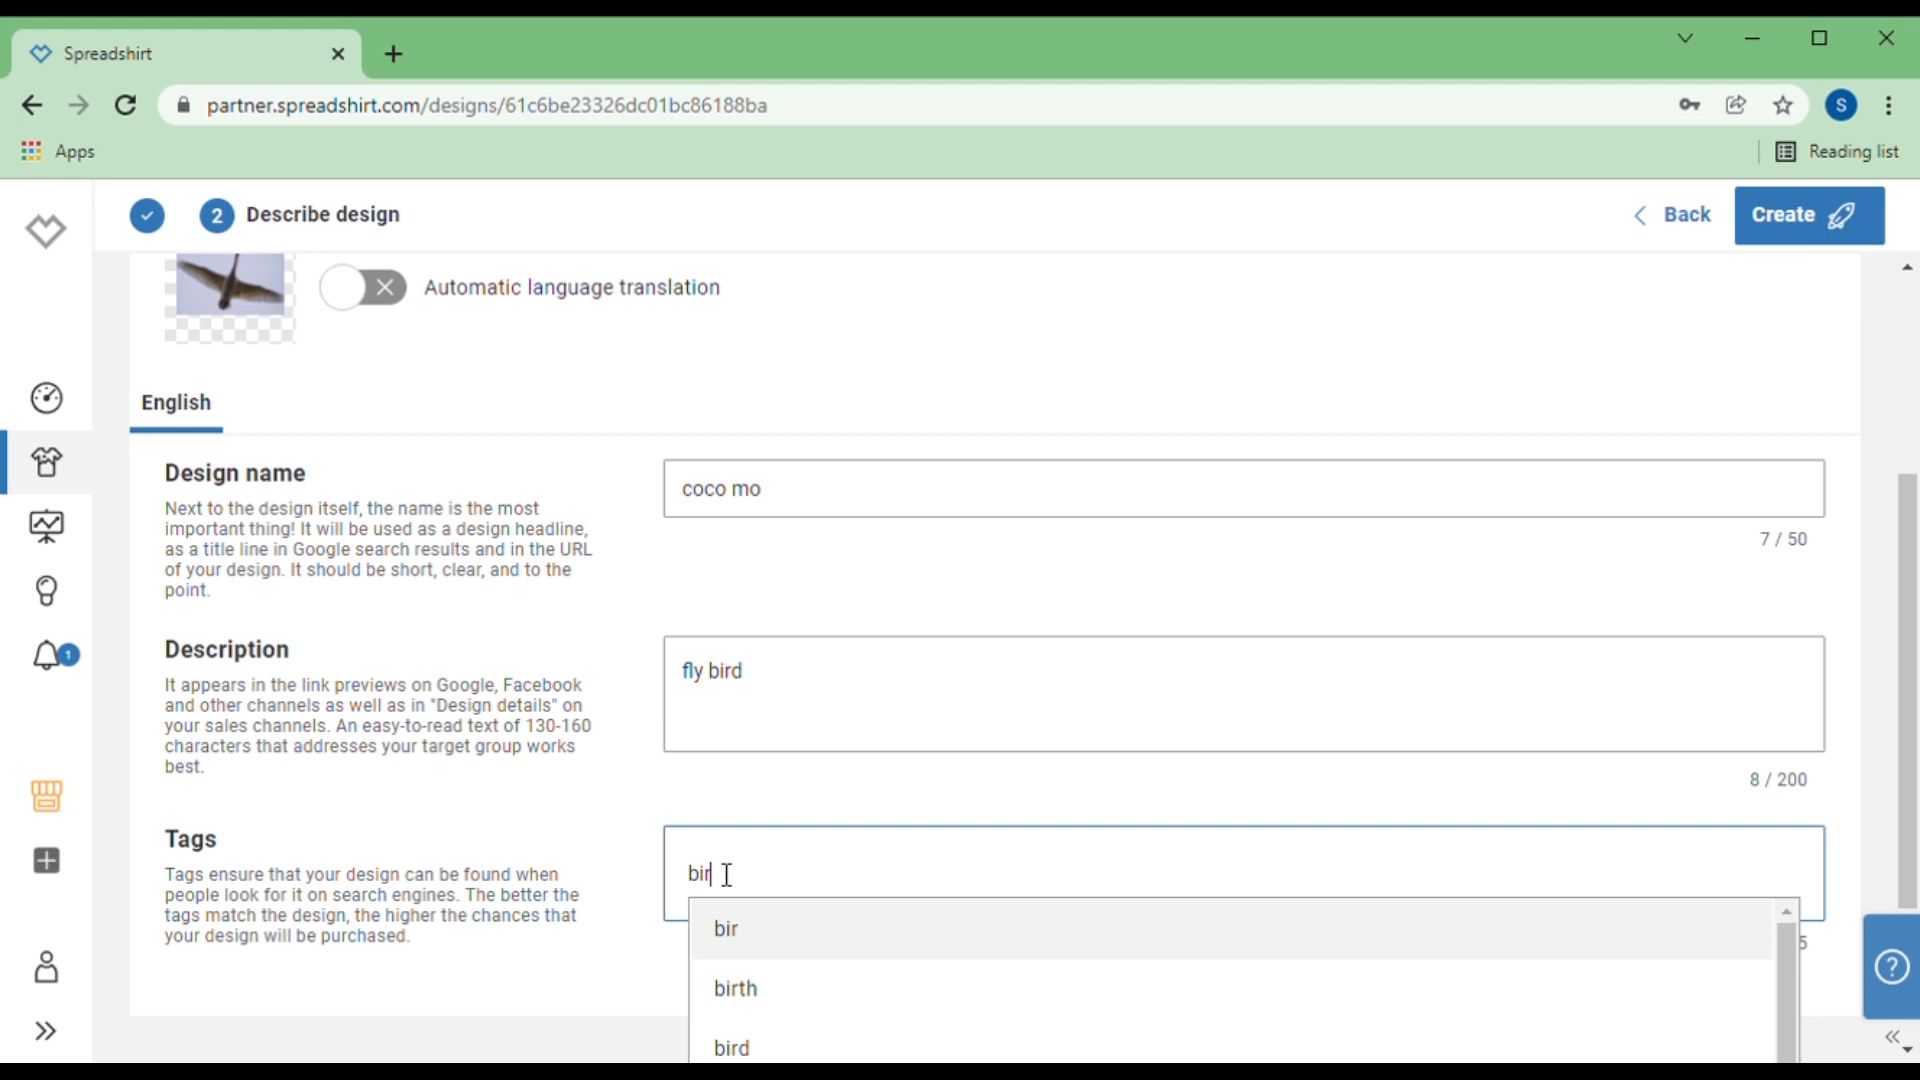 Spreadshirt
partner.spreadshirt.com/designs/61c6be23326dc01bc86188ba
S
Apps
Reading list
2 Describe design
Back
Create
Automatic language translation
English
Design name
Next to the design itself, the name is the most
important thing! It will be used as a design headline,
as a title line in Google search results and in the URL
of your design. It should be short, clear, and to the
point.
coco mo
7 / 50
1
Description
It appears in the link previews on Google, Facebook
and other channels as well as in "Design details" on
your sales channels. An easy-to-read text of 130-160
characters that addresses your target group works
best.
fly bird
8 / 200
Tags
Tags ensure that your design can be found when
people look for it on search engines. The better the
tags match the design, the higher the chances that
your design will be purchased.
bir
bir
birth
bird
5
?